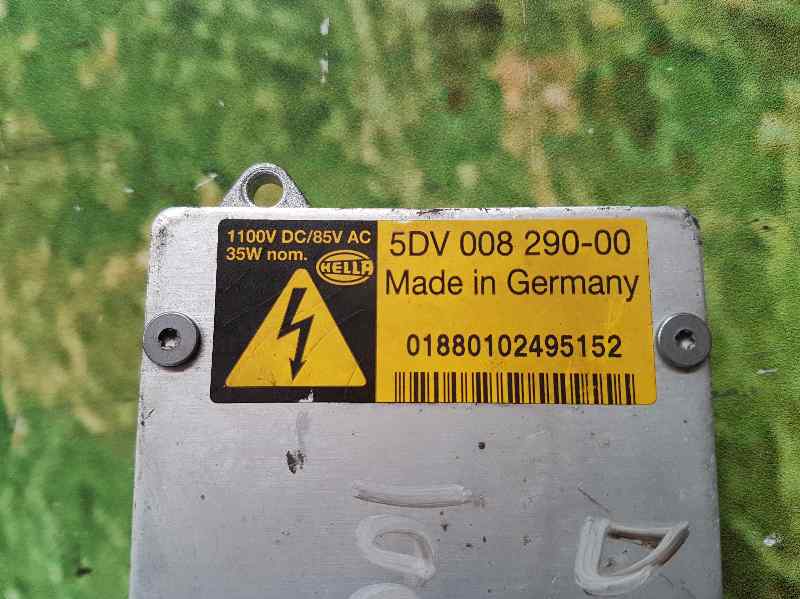 1100V DC/85V AC
35W nom.
HELLA
5DV 008 290-00
Made in Germany
01880102495152